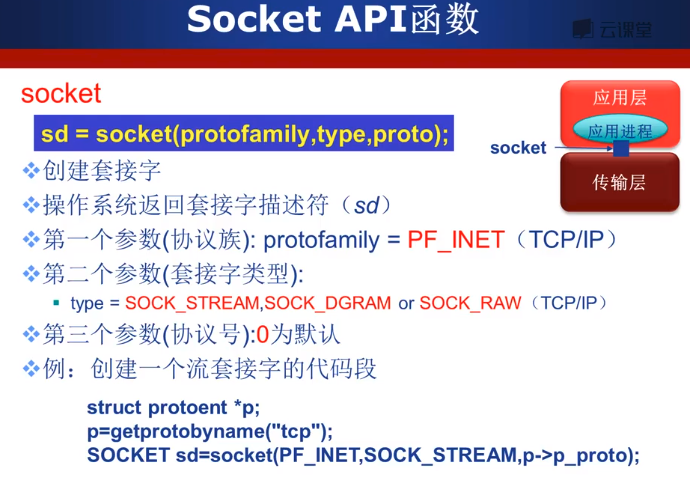 Socket API函数
云课堂
socket
sd = socket(protofamily,type,proto);
创建套接字
操作系统返回套接字描述符（sd）
第一个参数(协议族): protofamily = PF_INET（TCP/IP）
第二个参数(套接字类型):
type = SOCK_STREAM,SOCK_DGRAM or SOCK_RAW（TCP/IP）
第三个参数(协议号):0为默认
例：创建一个流套接字的代码段
struct protoent *p;
p=getprotobyname("tcp");
SOCKET sd=socket(PF_INET,SOCK_STREAM,p->p_proto);
应用层
应用进程
socket
传输层